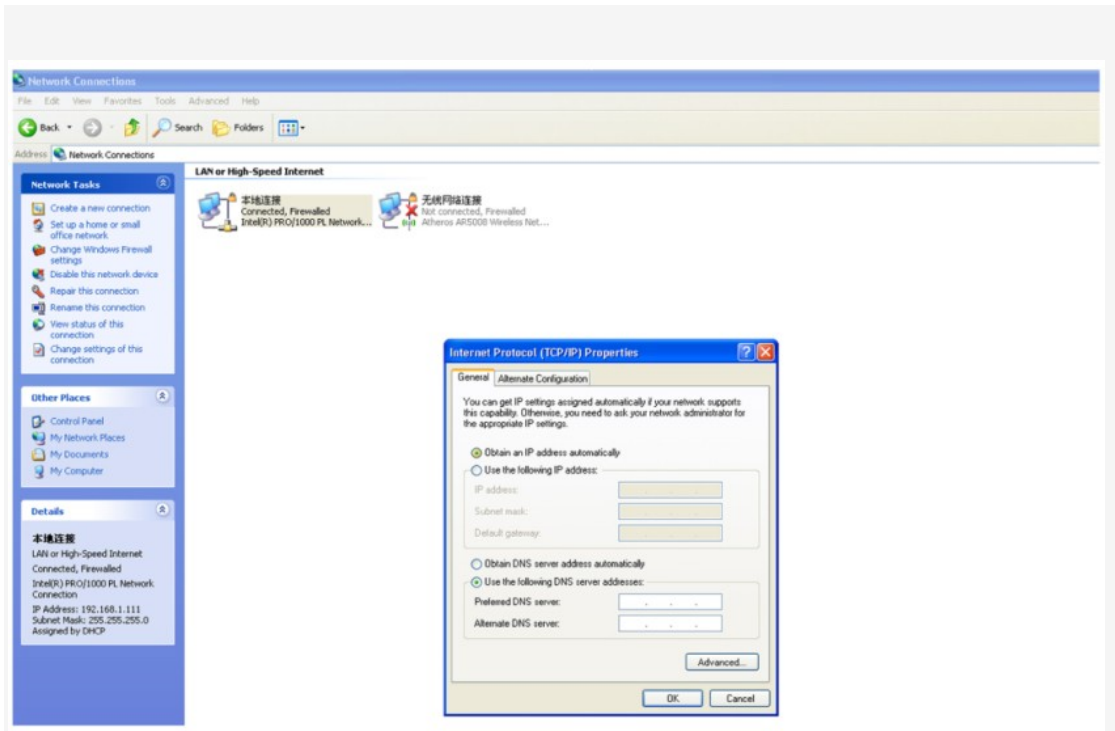 Network Connections
File Edit View Favorites Tools Advanced Help
Back Search Folders
Address Network Connections
Network Tasks
Create a new connection
Set up a home or small
office network
Change Windows Firewall
settings
Disable this network device
Repair this connection
Rename this connection
View status of this
connection
Change settings of this
connection
Other Places
Control Panel
My Network Places
My Documents
My Computer
Details
本地连接
LAN or High-Speed Internet
Connected, Firewalled
Intel(R) PRO/1000 PL Network
Connection
IP Address: 192.168.1.111
Subnet Mask: 255.255.255.0
Assigned by DHCP
LAN or High-Speed Internet
本地连接
Connected, Firewalled
Intel(R) PRO/1000 PL Network...
无线网络连接
Not connected, Firewalled
Atheros AR5008 Wireless Net...
Internet Protocol (TCP/IP) Properties
General Alternate Configuration
You can get IP settings assigned automatically if your network supports
this capability. Otherwise, you need to ask your network administrator for
the appropriate IP settings.
Obtain an IP address automatically
Use the following IP address:
IP address:
Subnet mask:
Default gateway:
Obtain DNS server address automatically
Use the following DNS server addresses:
Preferred DNS server:
Alternate DNS server:
Advanced...
OK Cancel